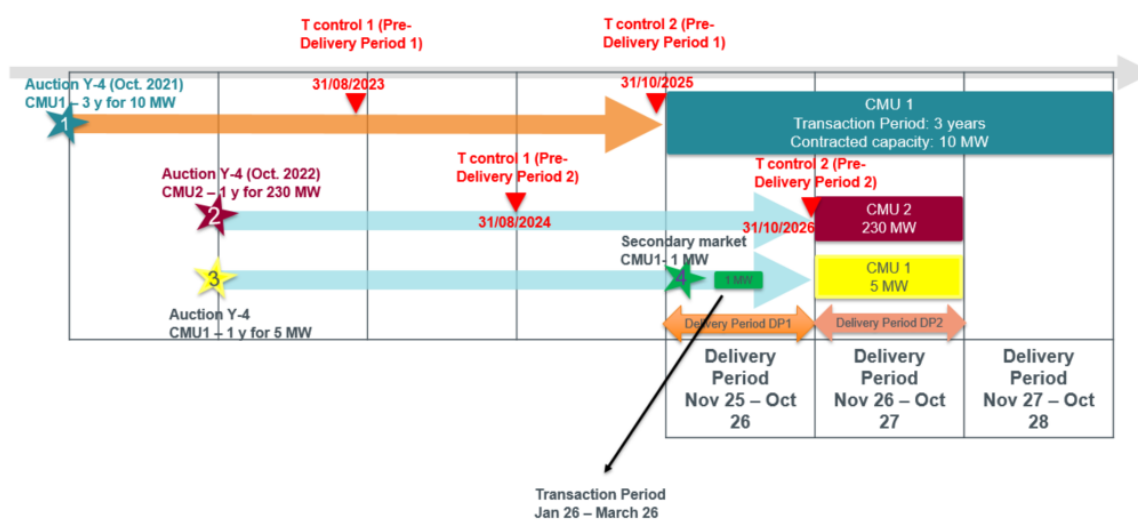 T control 1 (Pre-
Delivery Period 1)
T control 2 (Pre-
Delivery Period 1)
Auction Y-4 (Oct. 2021)
CMU1 – 3 y for 10 MW
31/08/2023
31/10/2025
1
CMU 1
Transaction Period: 3 years
Contracted capacity: 10 MW
Auction Y-4 (Oct. 2022)
CMU2 – 1 y for 230 MW
T control 1 (Pre-
Delivery Period 2)
T control 2 (Pre-
Delivery Period 2)
2
31/08/2024
31/10/2026
CMU 2
230 MW
Secondary market
CMU1- 1 MW
3
4
1 MW
CMU 1
5 MW
Auction Y-4
CMU1 – 1 y for 5 MW
Delivery Period DP1
Delivery Period DP2
Delivery
Period
Nov 25 – Oct
26
Delivery
Period
Nov 26 – Oct
27
Delivery
Period
Nov 27 – Oct
28
Transaction Period
Jan 26 – March 26